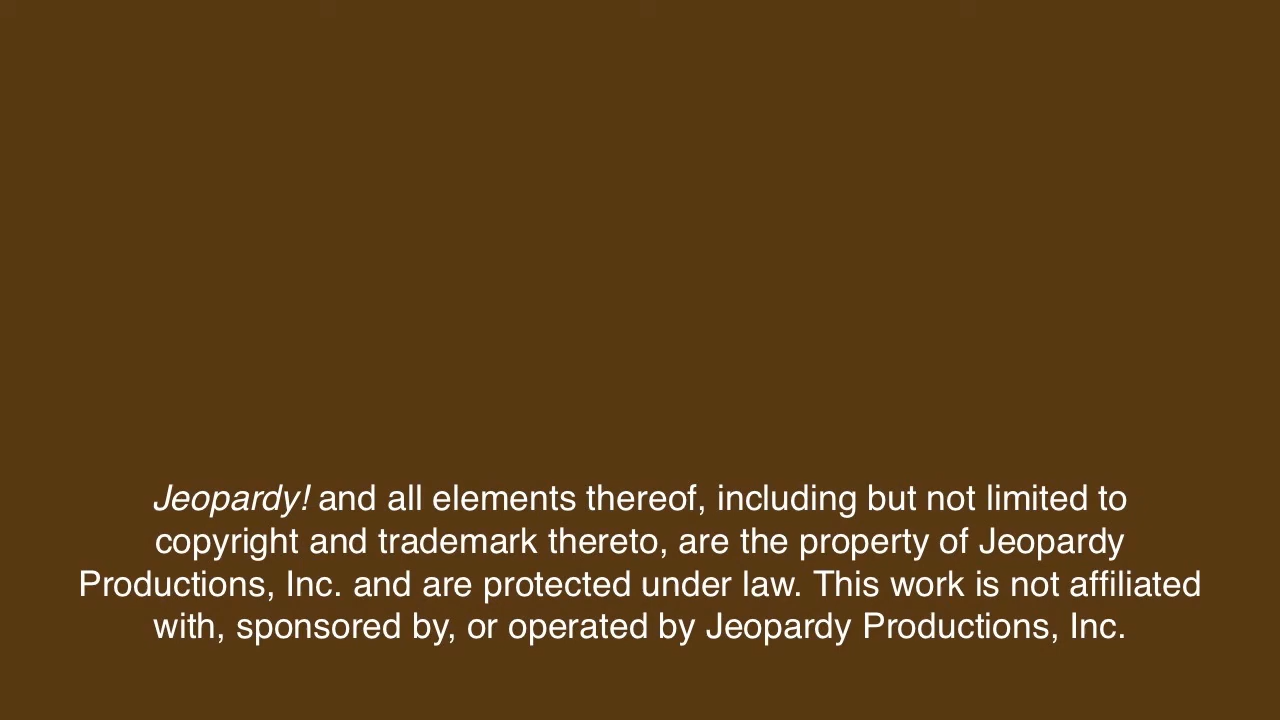 Jeopardy! and all elements thereof, including but not limited to
copyright and trademark thereto, are the property of Jeopardy
Productions, Inc. and are protected under law. This work is not affiliated
with, sponsored by, or operated by Jeopardy Productions, Inc.